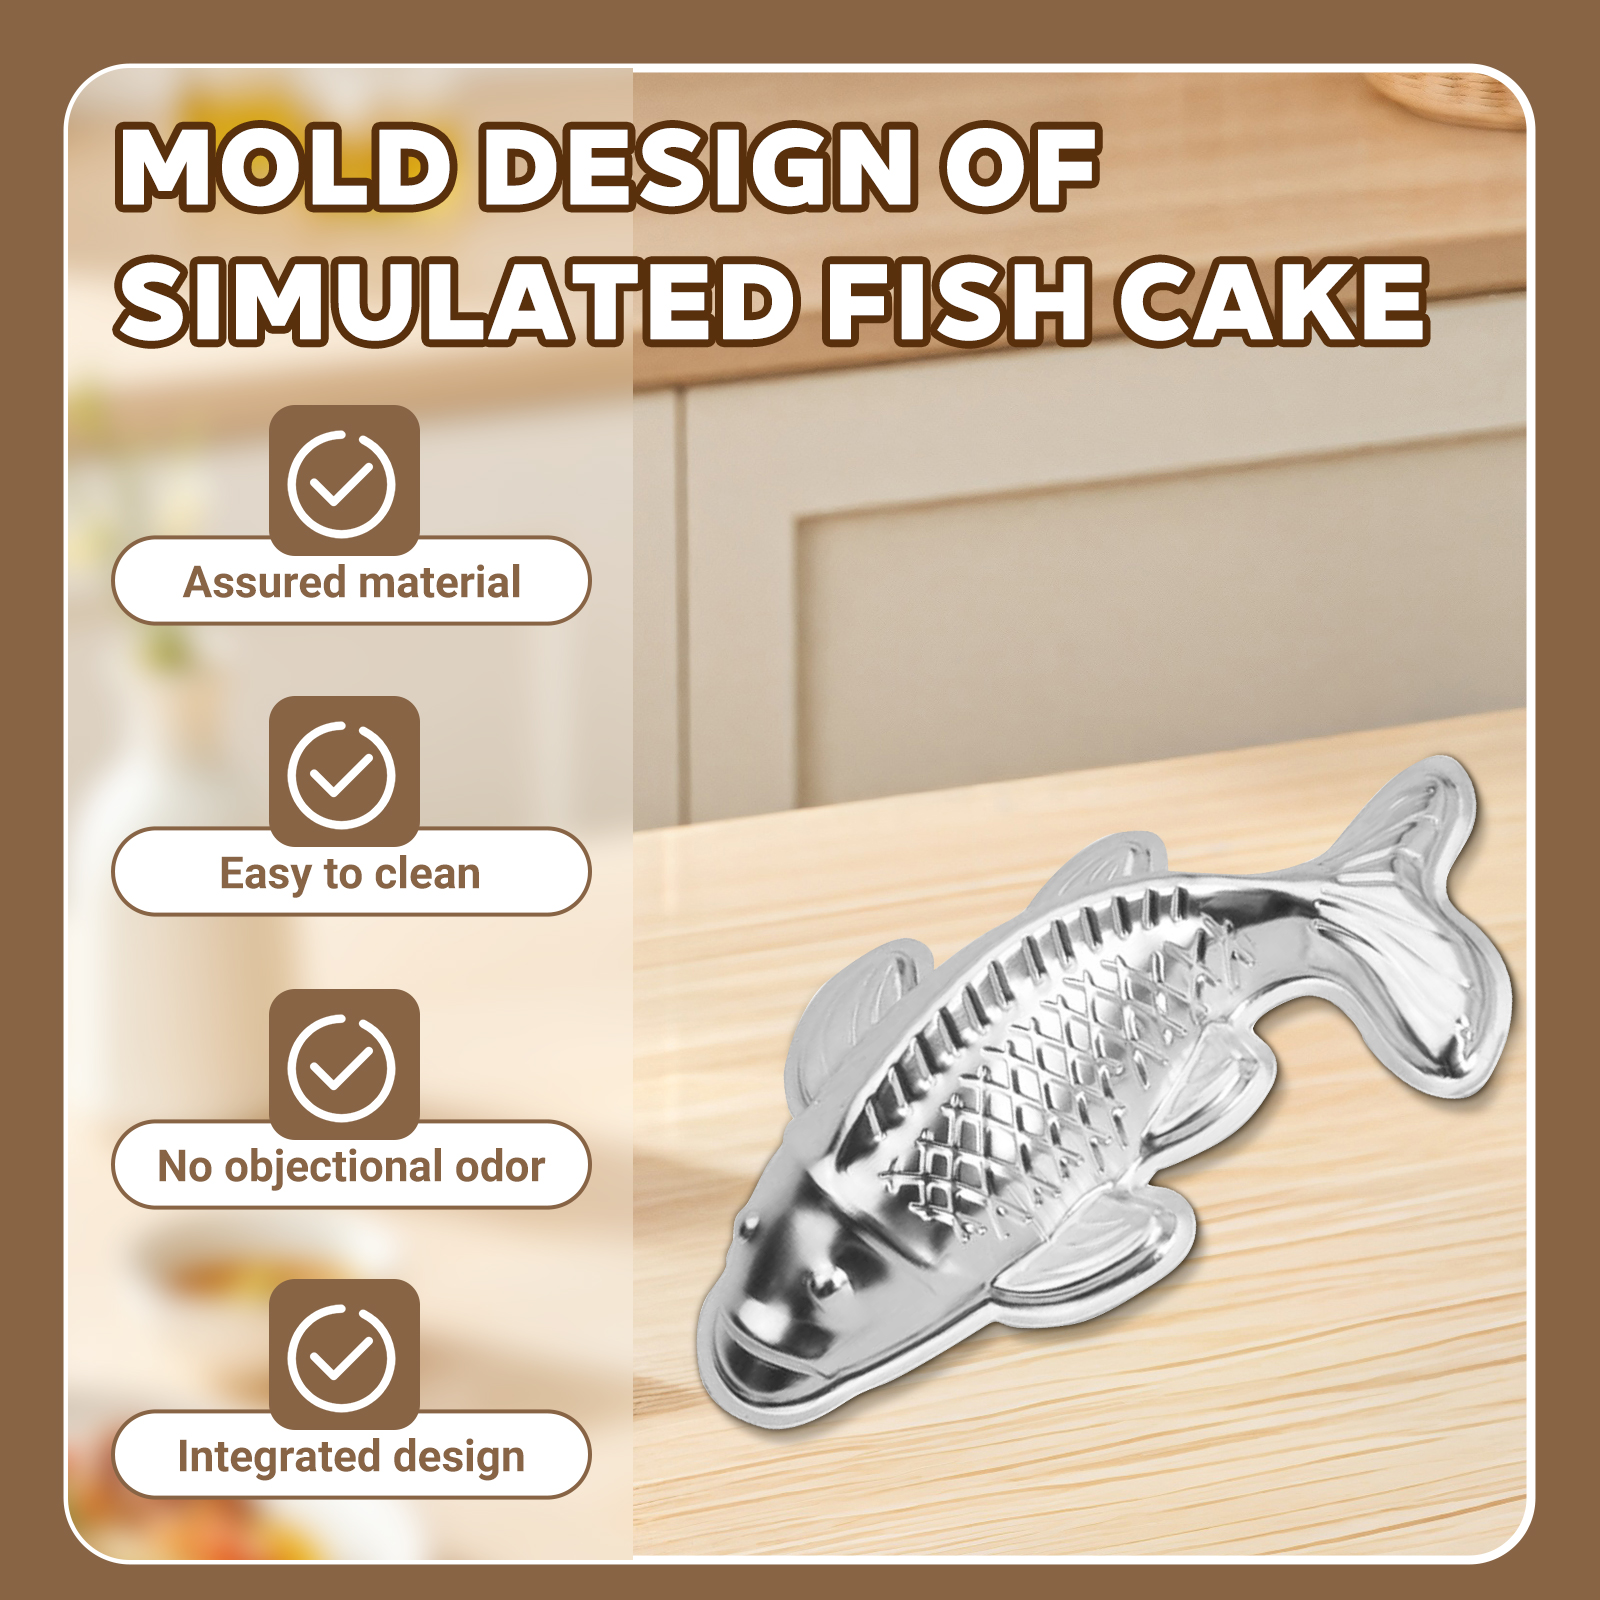 MOLD DESIGN OF
SIMULATED FISH CAKE
Assured material
Easy to clean
No objectional odor
Integrated design